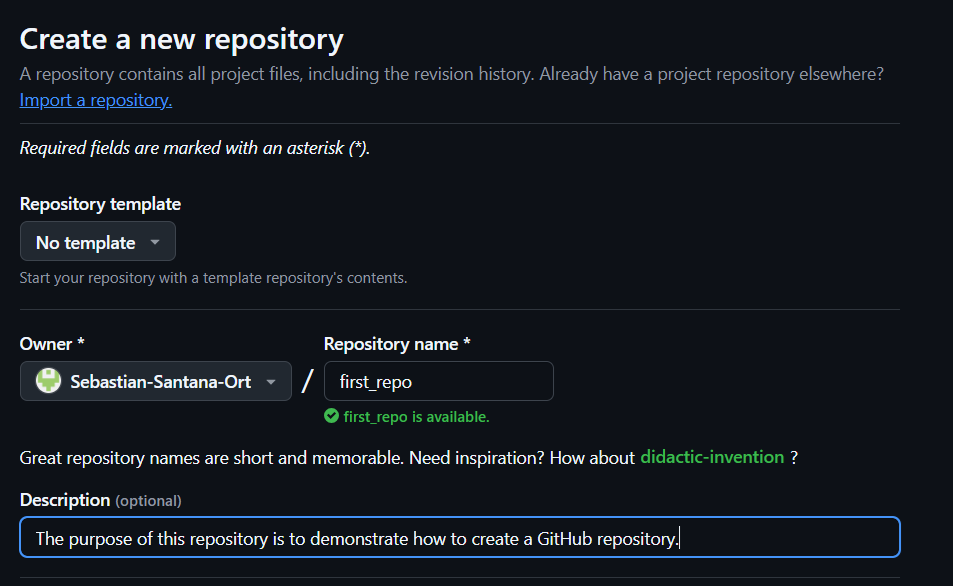 Create a new repository
A repository contains all project files, including the revision history. Already have a project repository elsewhere?
Import a repository.
Required fields are marked with an asterisk (*).
Repository template
No template
Start your repository with a template repository's contents.
Owner * Repository name *
Sebastian-Santana-Ort / first_repo
first_repo is available.
Great repository names are short and memorable. Need inspiration? How about didactic-invention ?
Description (optional)
The purpose of this repository is to demonstrate how to create a GitHub repository.